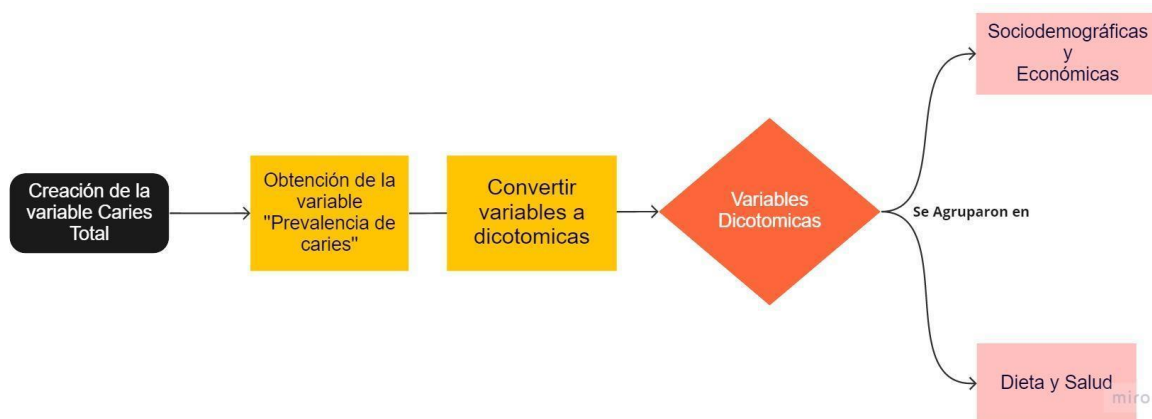 Creación de la
variable Caries
Total
Obtención de la
variable
"Prevalencia de
caries"
Convertir
variables a
dicotomicas
Variables
Dicotomicas
Se Agruparon en
Sociodemográficas
y
Económicas
Dieta y Salud
miro